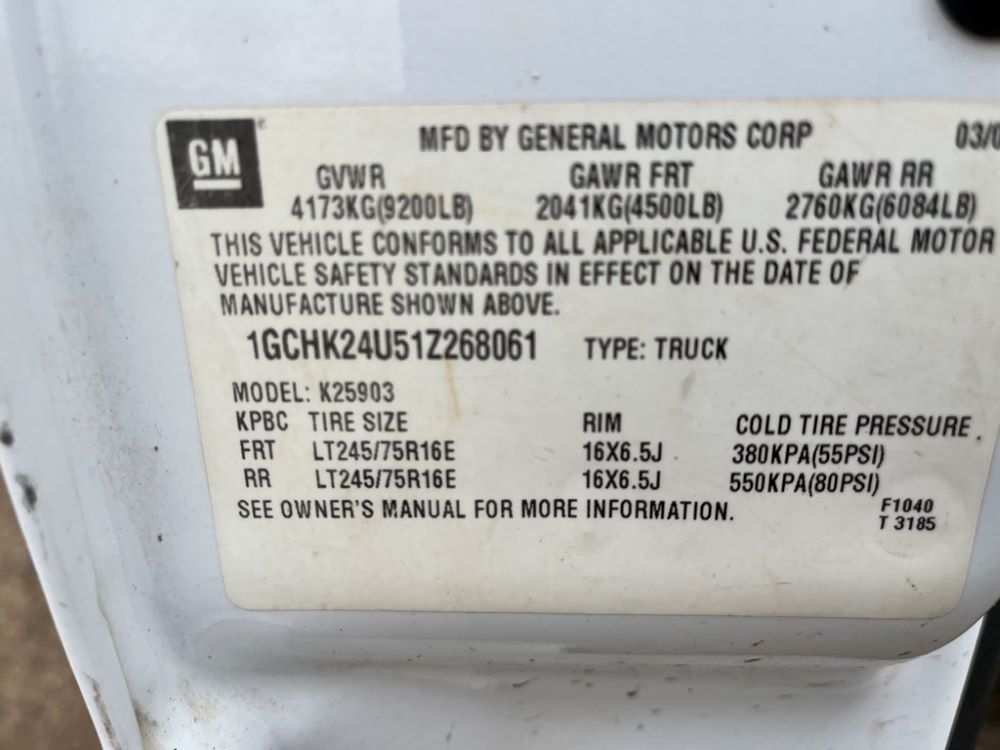 GM
MFD BY GENERAL MOTORS CORP
GVWR GAWR FRT GAWR RR
4173KG(9200LB) 2041KG(4500LB) 2760KG(6084LB)
THIS VEHICLE CONFORMS TO ALL APPLICABLE U.S. FEDERAL MOTOR
VEHICLE SAFETY STANDARDS IN EFFECT ON THE DATE OF
MANUFACTURE SHOWN ABOVE.
1GCHK24U51Z268061 TYPE: TRUCK
MODEL: K25903
KPBC TIRE SIZE RIM COLD TIRE PRESSURE
FRT LT245/75R16E 16X6.5J 380KPA(55PSI)
RR LT245/75R16E 16X6.5J 550KPA(80PSI)
SEE OWNER'S MANUAL FOR MORE INFORMATION.
F1040
T 3185